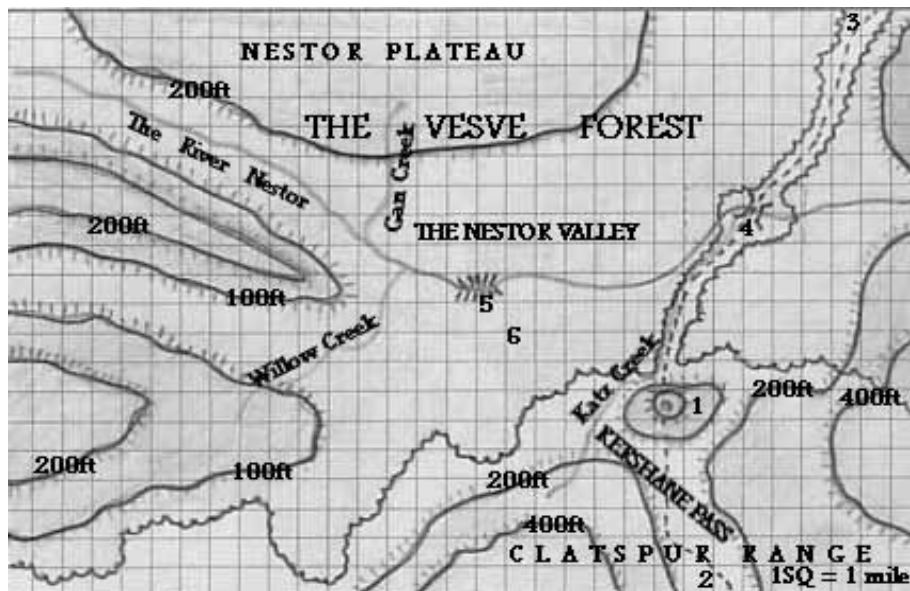 3
NESTOR PLATEAU
200ft
THE VESVE FOREST
The River Nestor
Gan Creek
4
THE NESTOR VALLEY
200ft
100ft
5
6
Willow Creek
Katz Creek
200ft
400ft
1
KERSHANE PASS
200ft
100ft
200ft
400ft
CLATSPUR RANGE
2
1SQ = 1 mile